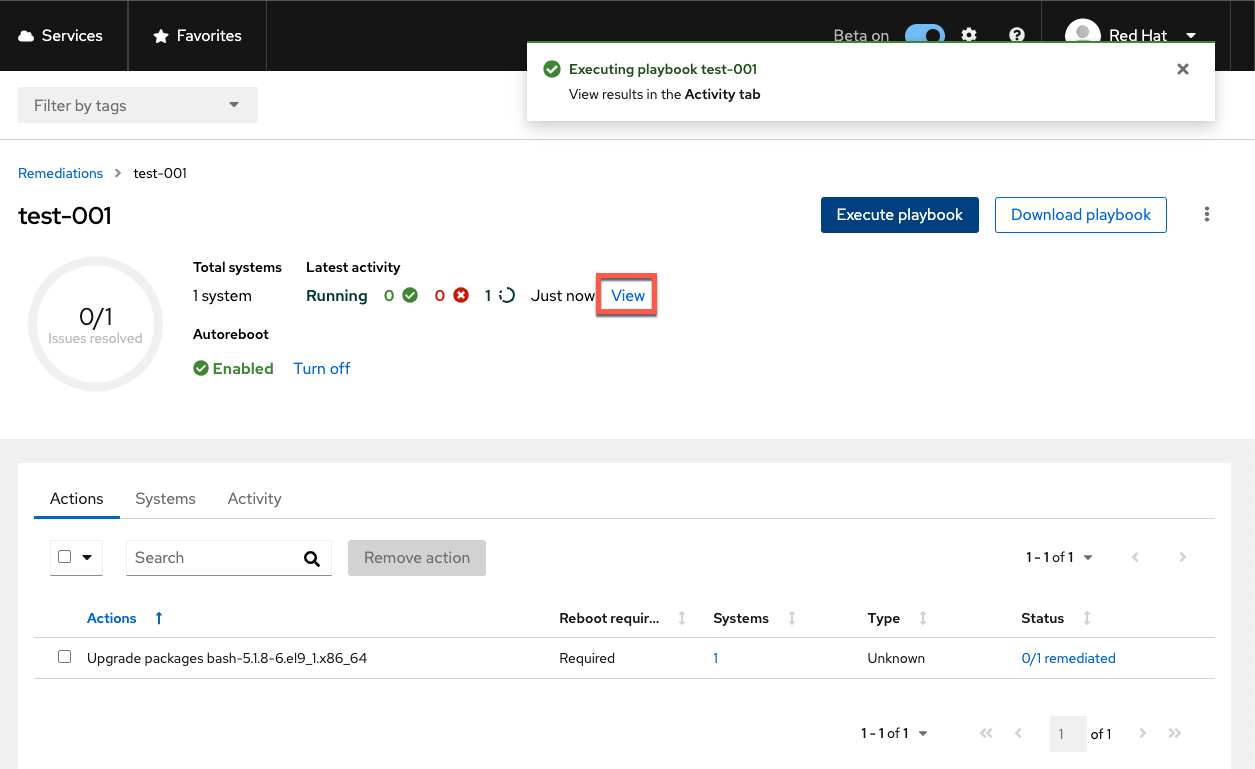 Services
Favorites
Beta on
Red Hat
Executing playbook test-001
View results in the Activity tab
Filter by tags
Remediations > test-001
test-001
Execute playbook
Download playbook
0/1
Issues resolved
Total systems
1 system
Latest activity
Running 0 0 1 Just now View
Autoreboot
Enabled Turn off
Actions Systems Activity
Search
Remove action
1 - 1 of 1
Actions Reboot requir... Systems Type Status
Upgrade packages bash-5.1.8-6.el9_1.x86_64 Required 1 Unknown 0/1 remediated
1 - 1 of 1 1 of 1